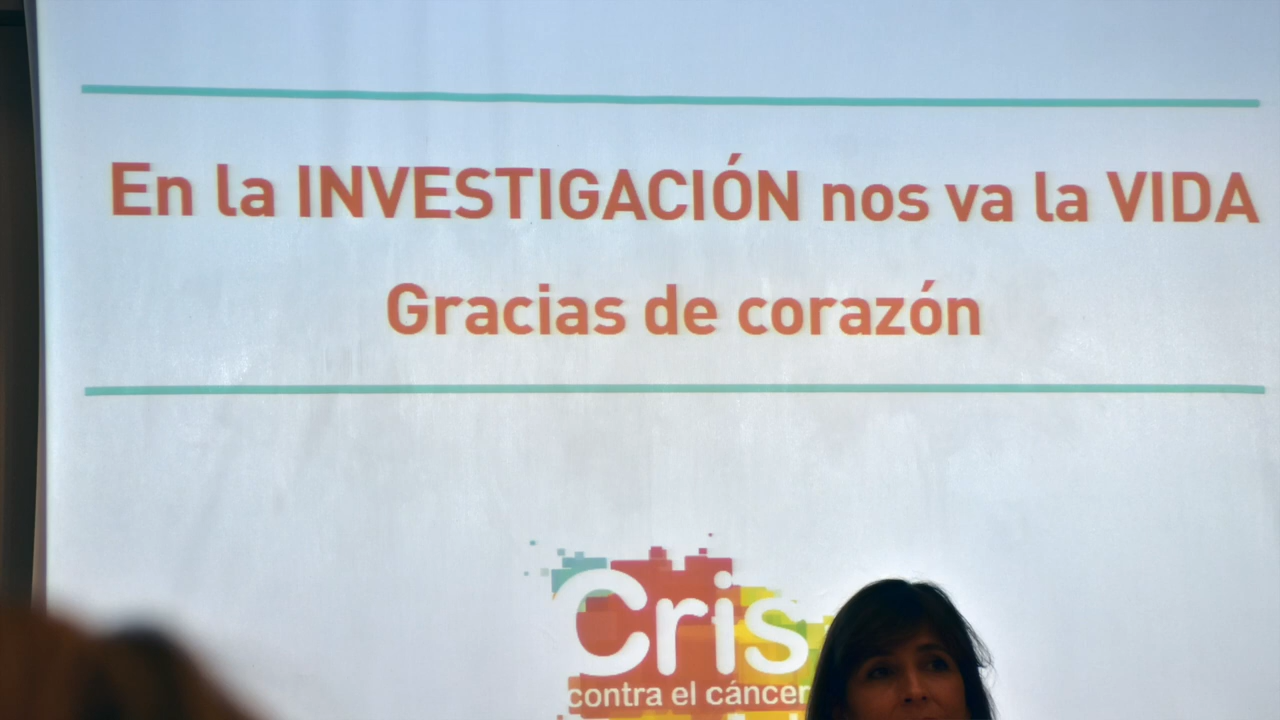 En la INVESTIGACIÓN nos va la VIDA
Gracias de corazón
Cris
contra el cáncer